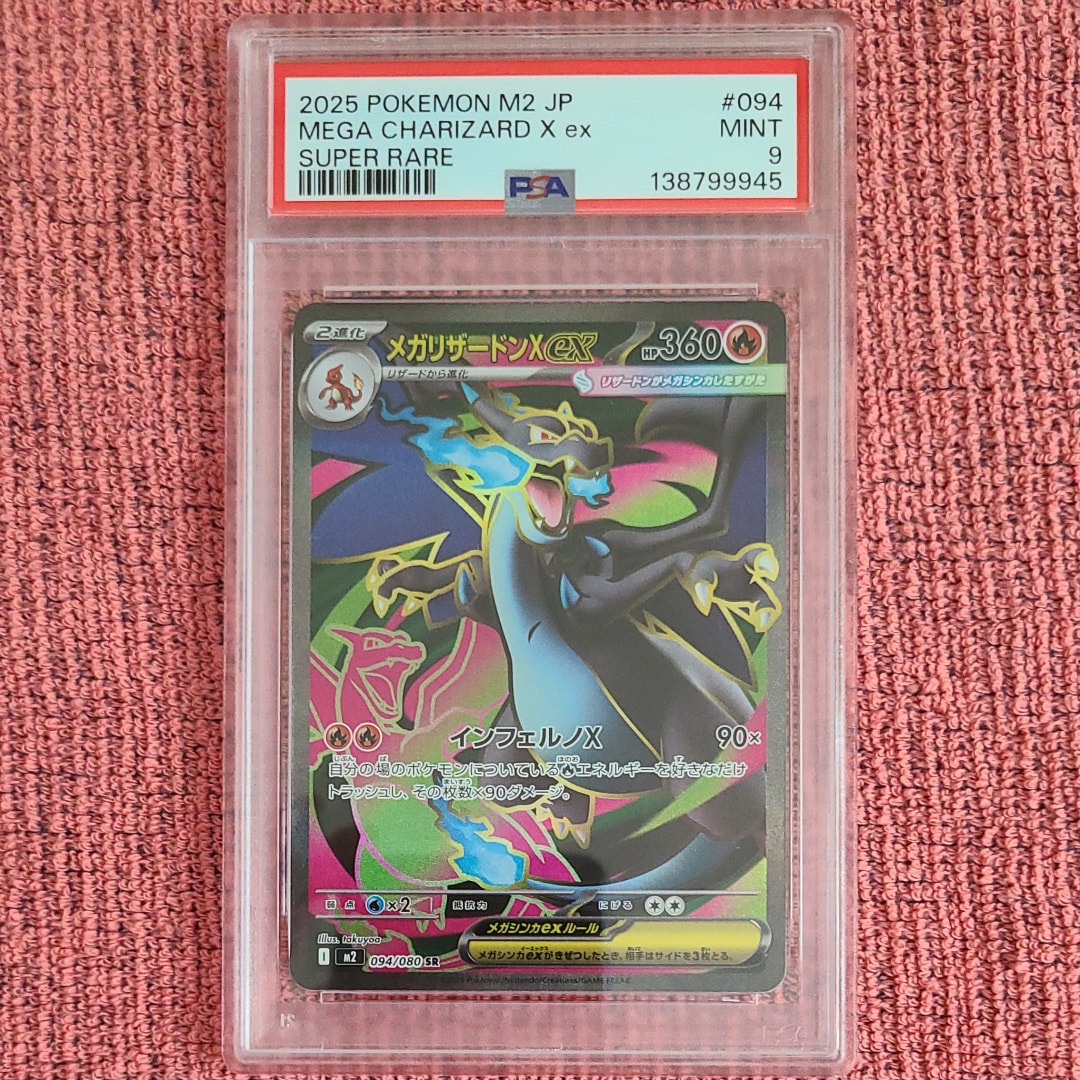 2025 POKEMON M2 JP #094
MEGA CHARIZARD X ex MINT
SUPER RARE 9
PSA 138799945
2進化 メガリザードンXex HP360
リザードから進化 リザードンがメガシンカしたすがた
インフェルノX 90×
自分の場のポケモンについている エネルギーを好きなだけ
トラッシュし、その枚数×90ダメージ。
弱点 ×2 抵抗力 にげる
メガシンカexルール
メガシンカexがきぜつしたとき、相手はサイドを3枚とる。
Illus. takuyoa
I m2 094/080 SR
Pokémon/Nintendo/Creatures/GAME FREAK